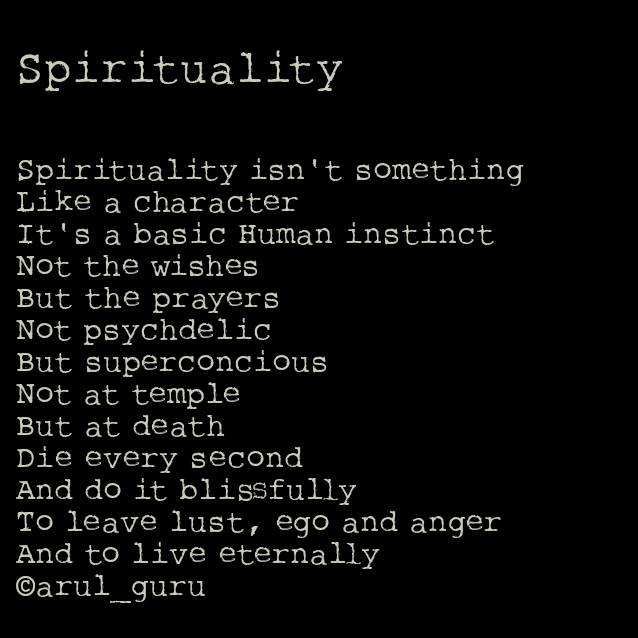 Spirituality
Spirituality isn't something
Like a character
It's a basic Human instinct
Not the wishes
But the prayers
Not psychdelic
But superconcious
Not at temple
But at death
Die every second
And do it blissfully
To leave lust, ego and anger
And to live eternally
©arul_guru